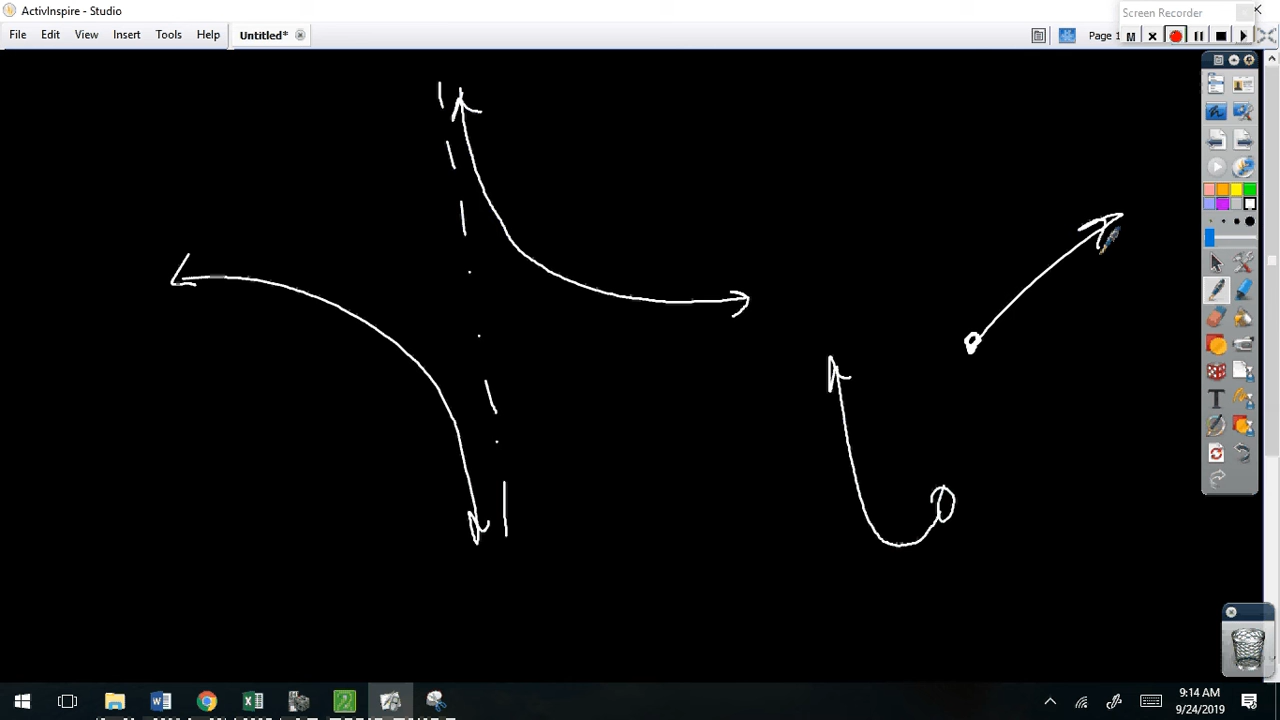 ActivInspire - Studio
Screen Recorder
File Edit View Insert Tools Help Untitled*
Page 1
M
T
9:14 AM
9/24/2019